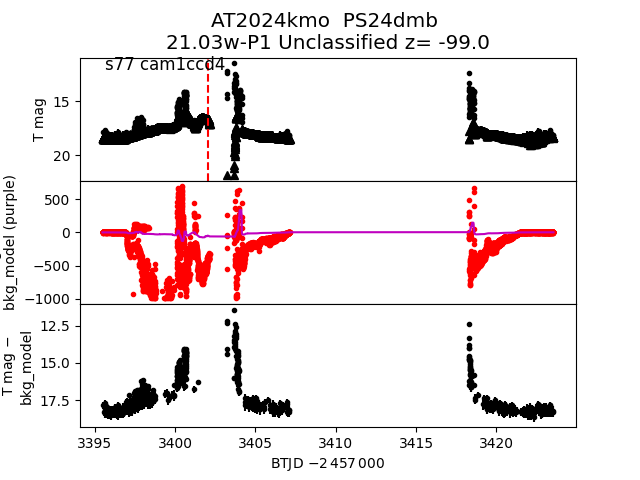 AT2024kmo  PS24dmb
21.03w-P1 Unclassified z= -99.0
s77 cam1ccd4
T mag
15
20
bkg_model (purple)
500
0
−500
−1000
T mag −
bkg_model
12.5
15.0
17.5
3395
3400
3405
3410
3415
3420
BTJD −2 457 000